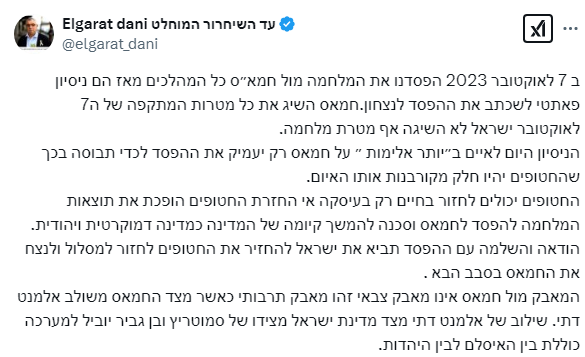 Elgarat dani עד השיחרור המוחלט
@elgarat_dani
ב 7 לאוקטובר 2023 הפסדנו את המלחמה מול חמא״ס כל המהלכים מאז הם ניסיון
פאתטי לשכתב את ההפסד לנצחון.חמאס השיג את כל מטרות המתקפה של ה7
לאוקטובר ישראל לא השיגה אף מטרת מלחמה.
הניסיון היום לאיים ב״יותר אלימות ״ על חמאס רק יעמיק את ההפסד לכדי תבוסה בכך
שהחטופים יהיו חלק מקורבנות אותו האיום.
החטופים יכולים לחזור בחיים רק בעיסקה אי החזרת החטופים הופכת את תוצאות
המלחמה להפסד לחמאס וסכנה להמשך קיומה של המדינה כמדינה דמוקרטית ויהודית.
הודאה והשלמה עם ההפסד תביא את ישראל להחזיר את החטופים לחזור למסלול ולנצח
את החמאס בסבב הבא .
המאבק מול חמאס אינו מאבק צבאי זהו מאבק תרבותי כאשר מצד החמאס משולב אלמנט
דתי. שילוב של אלמנט דתי מצד מדינת ישראל מצידו של סמוטריץ ובן גביר יוביל למערכה
כוללת בין האיסלם לבין היהדות.